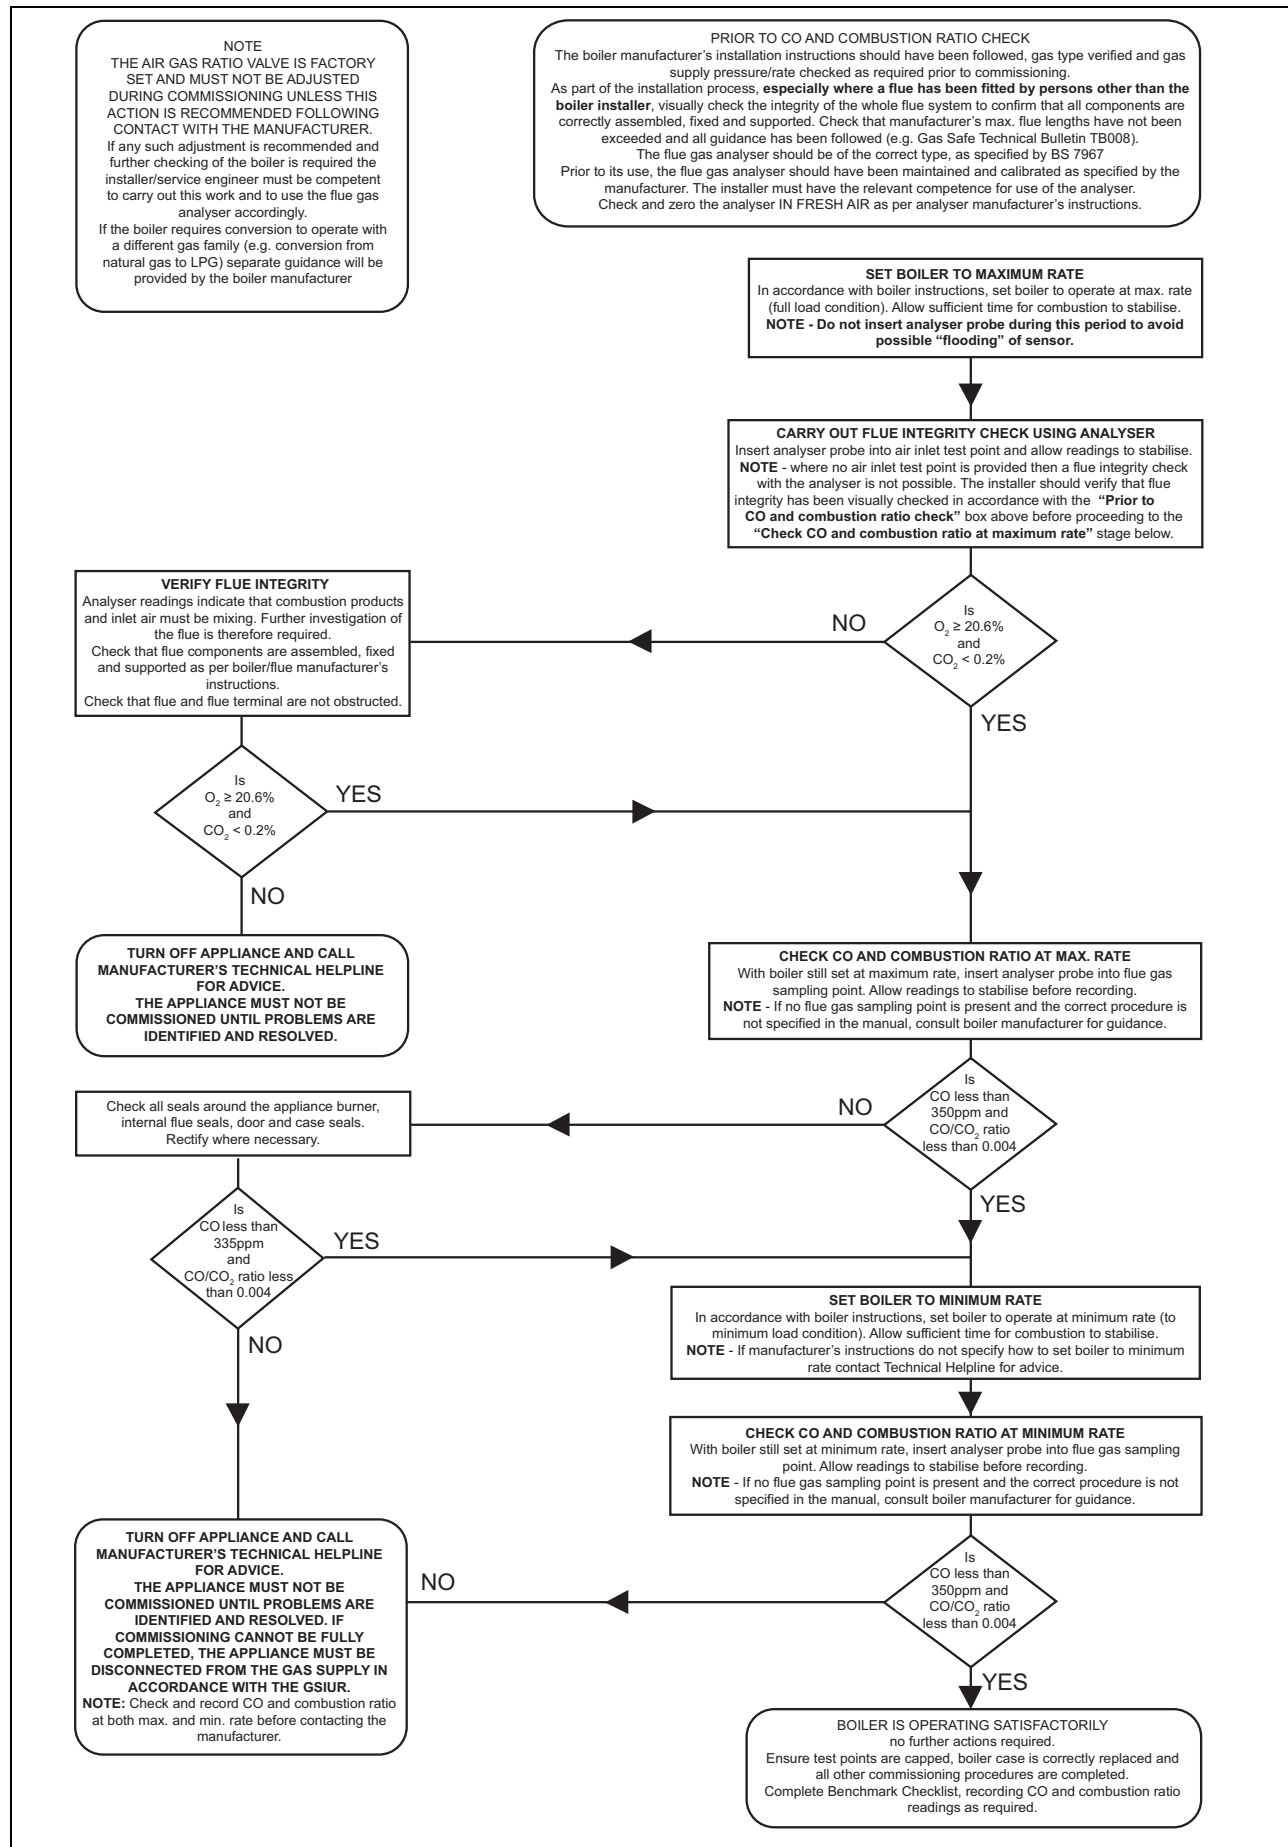 NOTE
THE AIR GAS RATIO VALVE IS FACTORY
SET AND MUST NOT BE ADJUSTED
DURING COMMISSIONING UNLESS THIS
ACTION IS RECOMMENDED FOLLOWING
CONTACT WITH THE MANUFACTURER.
If any such adjustment is recommended and
further checking of the boiler is required the
installer/service engineer must be competent
to carry out this work and to use the flue gas
analyser accordingly.
If the boiler requires conversion to operate with
a different gas family (e.g. conversion from
natural gas to LPG) separate guidance will be
provided by the boiler manufacturer
PRIOR TO CO AND COMBUSTION RATIO CHECK
The boiler manufacturer's installation instructions should have been followed, gas type verified and gas
supply pressure/rate checked as required prior to commissioning.
As part of the installation process, especially where a flue has been fitted by persons other than the
boiler installer, visually check the integrity of the whole flue system to confirm that all components are
correctly assembled, fixed and supported. Check that manufacturer's max. flue lengths have not been
exceeded and all guidance has been followed (e.g. Gas Safe Technical Bulletin TB008).
The flue gas analyser should be of the correct type, as specified by BS 7967
Prior to its use, the flue gas analyser should have been maintained and calibrated as specified by the
manufacturer. The installer must have the relevant competence for use of the analyser.
Check and zero the analyser IN FRESH AIR as per analyser manufacturer's instructions.
SET BOILER TO MAXIMUM RATE
In accordance with boiler instructions, set boiler to operate at max. rate
(full load condition). Allow sufficient time for combustion to stabilise.
NOTE - Do not insert analyser probe during this period to avoid
possible “flooding” of sensor.
CARRY OUT FLUE INTEGRITY CHECK USING ANALYSER
Insert analyser probe into air inlet test point and allow readings to stabilise.
NOTE - where no air inlet test point is provided then a flue integrity check
with the analyser is not possible. The installer should verify that flue
integrity has been visually checked in accordance with the “Prior to
CO and combustion ratio check” box above before proceeding to the
“Check CO and combustion ratio at maximum rate” stage below.
Is
O₂ ≥ 20.6%
and
CO₂ < 0.2%
NO
YES
VERIFY FLUE INTEGRITY
Analyser readings indicate that combustion products
and inlet air must be mixing. Further investigation of
the flue is therefore required.
Check that flue components are assembled, fixed
and supported as per boiler/flue manufacturer's
instructions.
Check that flue and flue terminal are not obstructed.
Is
O₂ ≥ 20.6%
and
CO₂ < 0.2%
YES
NO
TURN OFF APPLIANCE AND CALL
MANUFACTURER'S TECHNICAL HELPLINE
FOR ADVICE.
THE APPLIANCE MUST NOT BE
COMMISSIONED UNTIL PROBLEMS ARE
IDENTIFIED AND RESOLVED.
CHECK CO AND COMBUSTION RATIO AT MAX. RATE
With boiler still set at maximum rate, insert analyser probe into flue gas
sampling point. Allow readings to stabilise before recording.
NOTE - If no flue gas sampling point is present and the correct procedure is
not specified in the manual, consult boiler manufacturer for guidance.
Is
CO less than
350ppm and
CO/CO₂ ratio
less than 0.004
NO
YES
Check all seals around the appliance burner,
internal flue seals, door and case seals.
Rectify where necessary.
Is
CO less than
335ppm
and
CO/CO₂ ratio less
than 0.004
YES
NO
SET BOILER TO MINIMUM RATE
In accordance with boiler instructions, set boiler to operate at minimum rate (to
minimum load condition). Allow sufficient time for combustion to stabilise.
NOTE - If manufacturer's instructions do not specify how to set boiler to minimum
rate contact Technical Helpline for advice.
CHECK CO AND COMBUSTION RATIO AT MINIMUM RATE
With boiler still set at minimum rate, insert analyser probe into flue gas sampling
point. Allow readings to stabilise before recording.
NOTE - If no flue gas sampling point is present and the correct procedure is not
specified in the manual, consult boiler manufacturer for guidance.
Is
CO less than
350ppm and
CO/CO₂ ratio
less than 0.004
NO
YES
TURN OFF APPLIANCE AND CALL
MANUFACTURER'S TECHNICAL HELPLINE
FOR ADVICE.
THE APPLIANCE MUST NOT BE
COMMISSIONED UNTIL PROBLEMS ARE
IDENTIFIED AND RESOLVED. IF
COMMISSIONING CANNOT BE FULLY
COMPLETED, THE APPLIANCE MUST BE
DISCONNECTED FROM THE GAS SUPPLY IN
ACCORDANCE WITH THE GSIUR.
NOTE: Check and record CO and combustion ratio
at both max. and min. rate before contacting the
manufacturer.
BOILER IS OPERATING SATISFACTORILY
no further actions required.
Ensure test points are capped, boiler case is correctly replaced and
all other commissioning procedures are completed.
Complete Benchmark Checklist, recording CO and combustion ratio
readings as required.